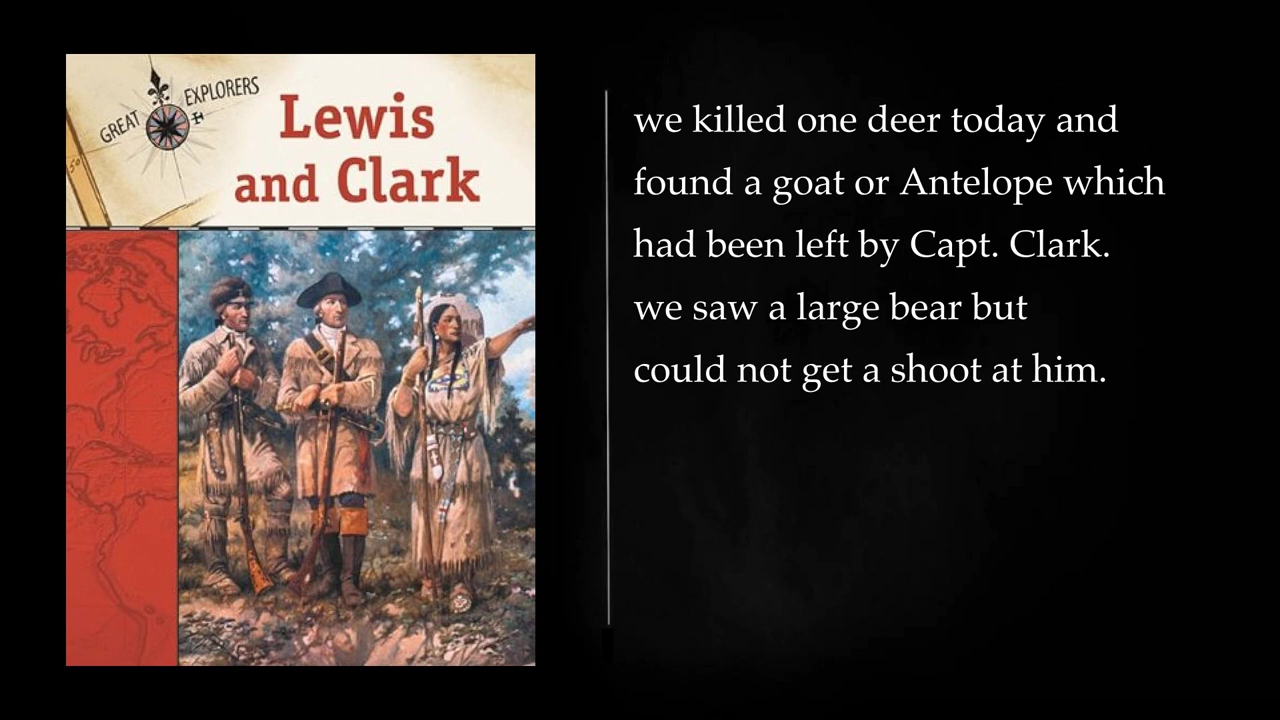 GREAT EXPLORERS
Lewis
and Clark
50
we killed one deer today and
found a goat or Antelope which
had been left by Capt. Clark.
we saw a large bear but
could not get a shoot at him.